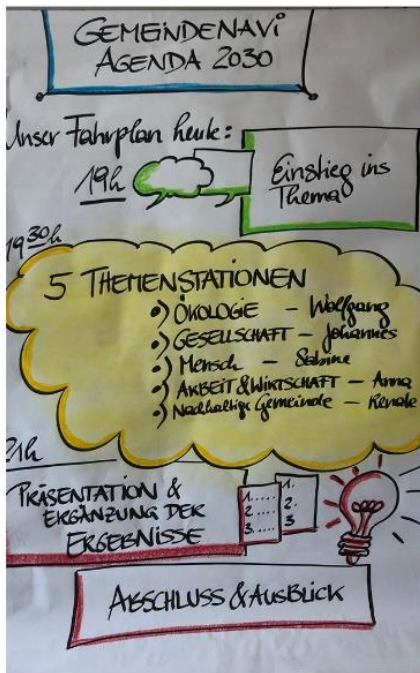 GEMEINDENAVI
AGENDA 2030
Unser Fahrplan heute:
19h
Einstieg ins
Thema
19 30h
5 THEMENSTATIONEN
ÖKOLOGIE – Wolfgang
GESELLSCHAFT – Johannes
Mensch – Sabine
ARBEIT & WIRTSCHAFT – Anna
Nachhaltige Gemeinde – Renate
21h
PRÄSENTATION &
ERGÄNZUNG DER
ERGEBNISSE
1.....
2.....
3.....
1.
2.
3
ABSCHLUSS & AUSBLICK